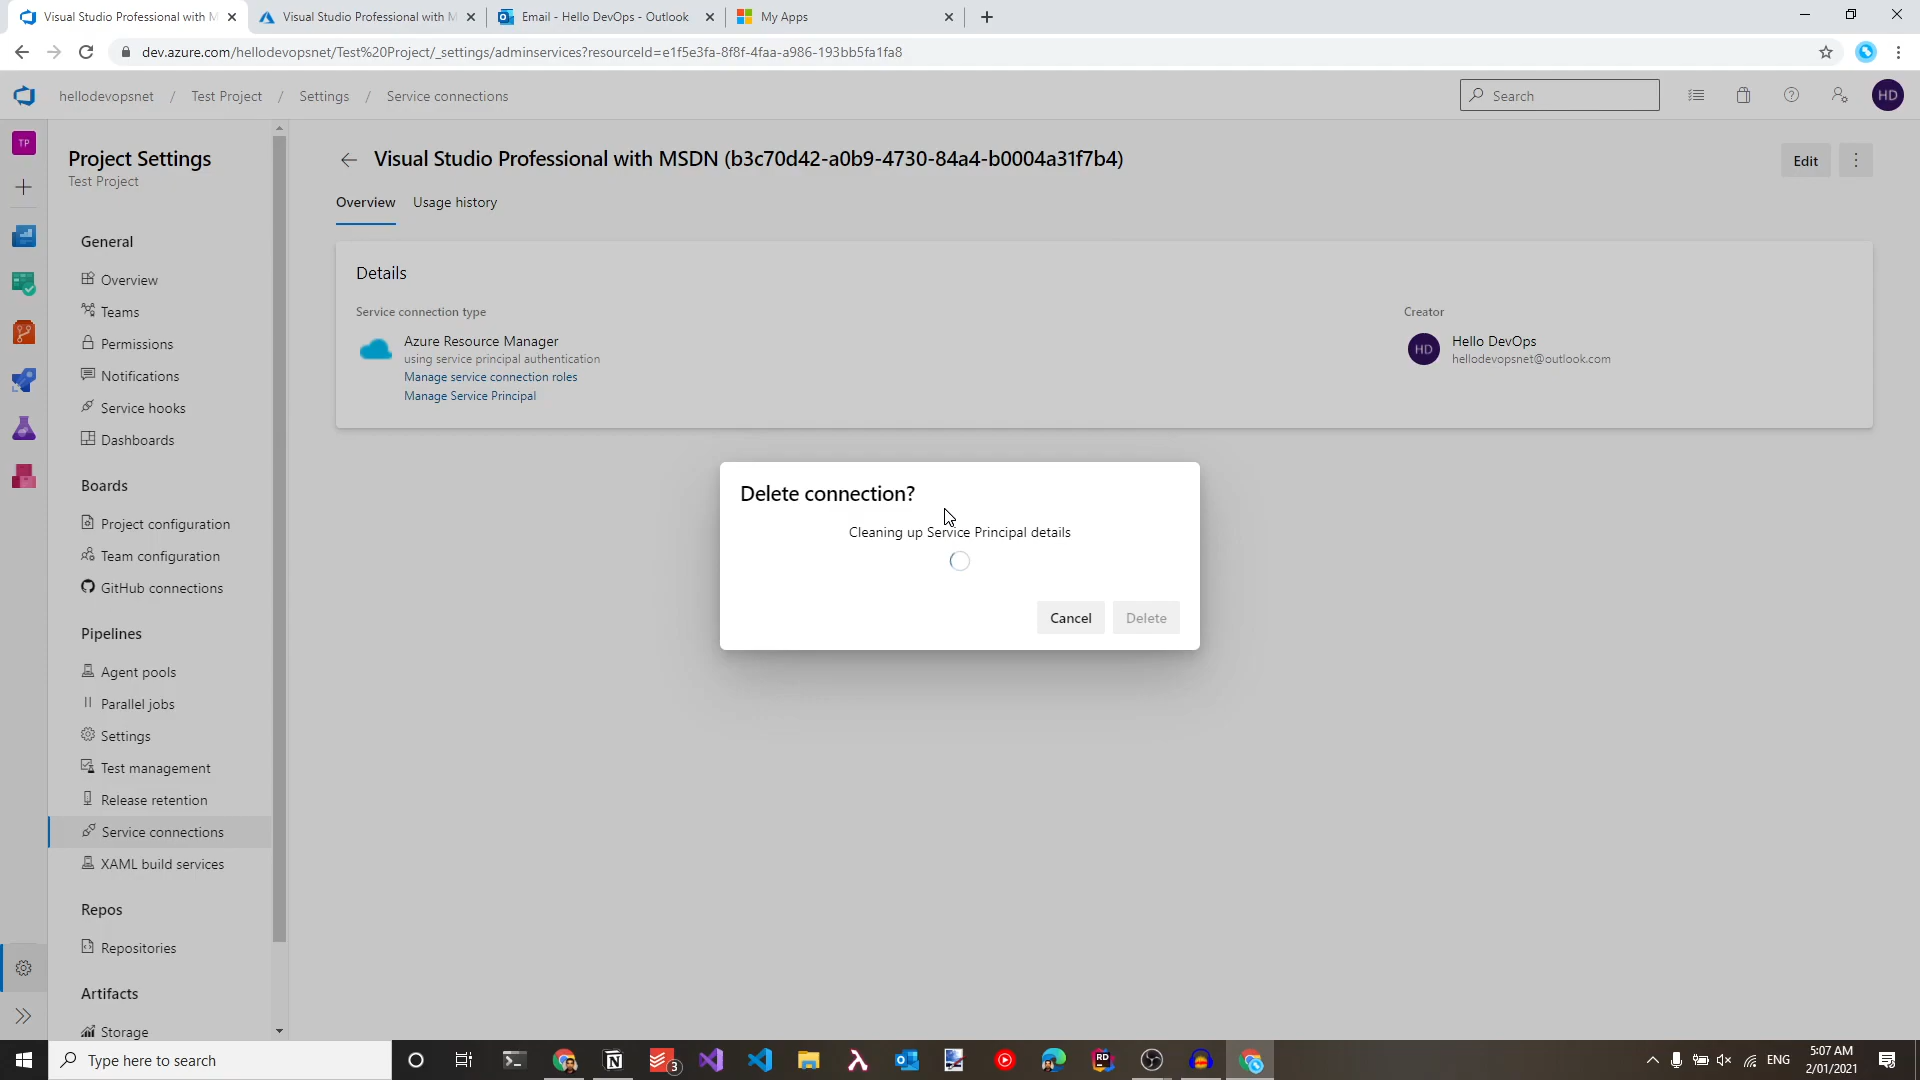 Visual Studio Professional with M
Visual Studio Professional with M
Email - Hello DevOps - Outlook
My Apps
dev.azure.com/hellodevopsnet/Test%20Project/_settings/adminservices?resourceId=e1f5e3fa-8f8f-4faa-a986-193bb5fa1fa8
hellodevopsnet / Test Project / Settings / Service connections
Search
HD
TP
Project Settings
Test Project
General
Overview
Teams
Permissions
Notifications
Service hooks
Dashboards
Boards
Project configuration
Team configuration
GitHub connections
Pipelines
Agent pools
Parallel jobs
Settings
Test management
Release retention
Service connections
XAML build services
Repos
Repositories
Artifacts
Storage
Visual Studio Professional with MSDN (b3c70d42-a0b9-4730-84a4-b0004a31f7b4)
Edit
Overview
Usage history
Details
Service connection type
Azure Resource Manager
using service principal authentication
Manage service connection roles
Manage Service Principal
Creator
HD
Hello DevOps
hellodevopsnet@outlook.com
Delete connection?
Cleaning up Service Principal details
Cancel
Delete
Type here to search
3
RD
ENG
5:07 AM
2/01/2021